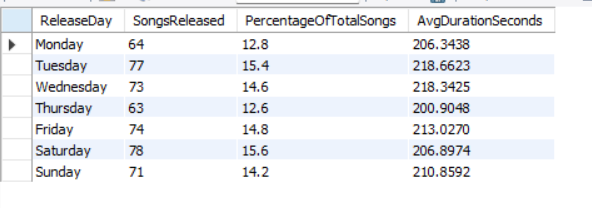 ReleaseDay SongsReleased PercentageOfTotalSongs AvgDurationSeconds
Monday 64 12.8 206.3438
Tuesday 77 15.4 218.6623
Wednesday 73 14.6 218.3425
Thursday 63 12.6 200.9048
Friday 74 14.8 213.0270
Saturday 78 15.6 206.8974
Sunday 71 14.2 210.8592